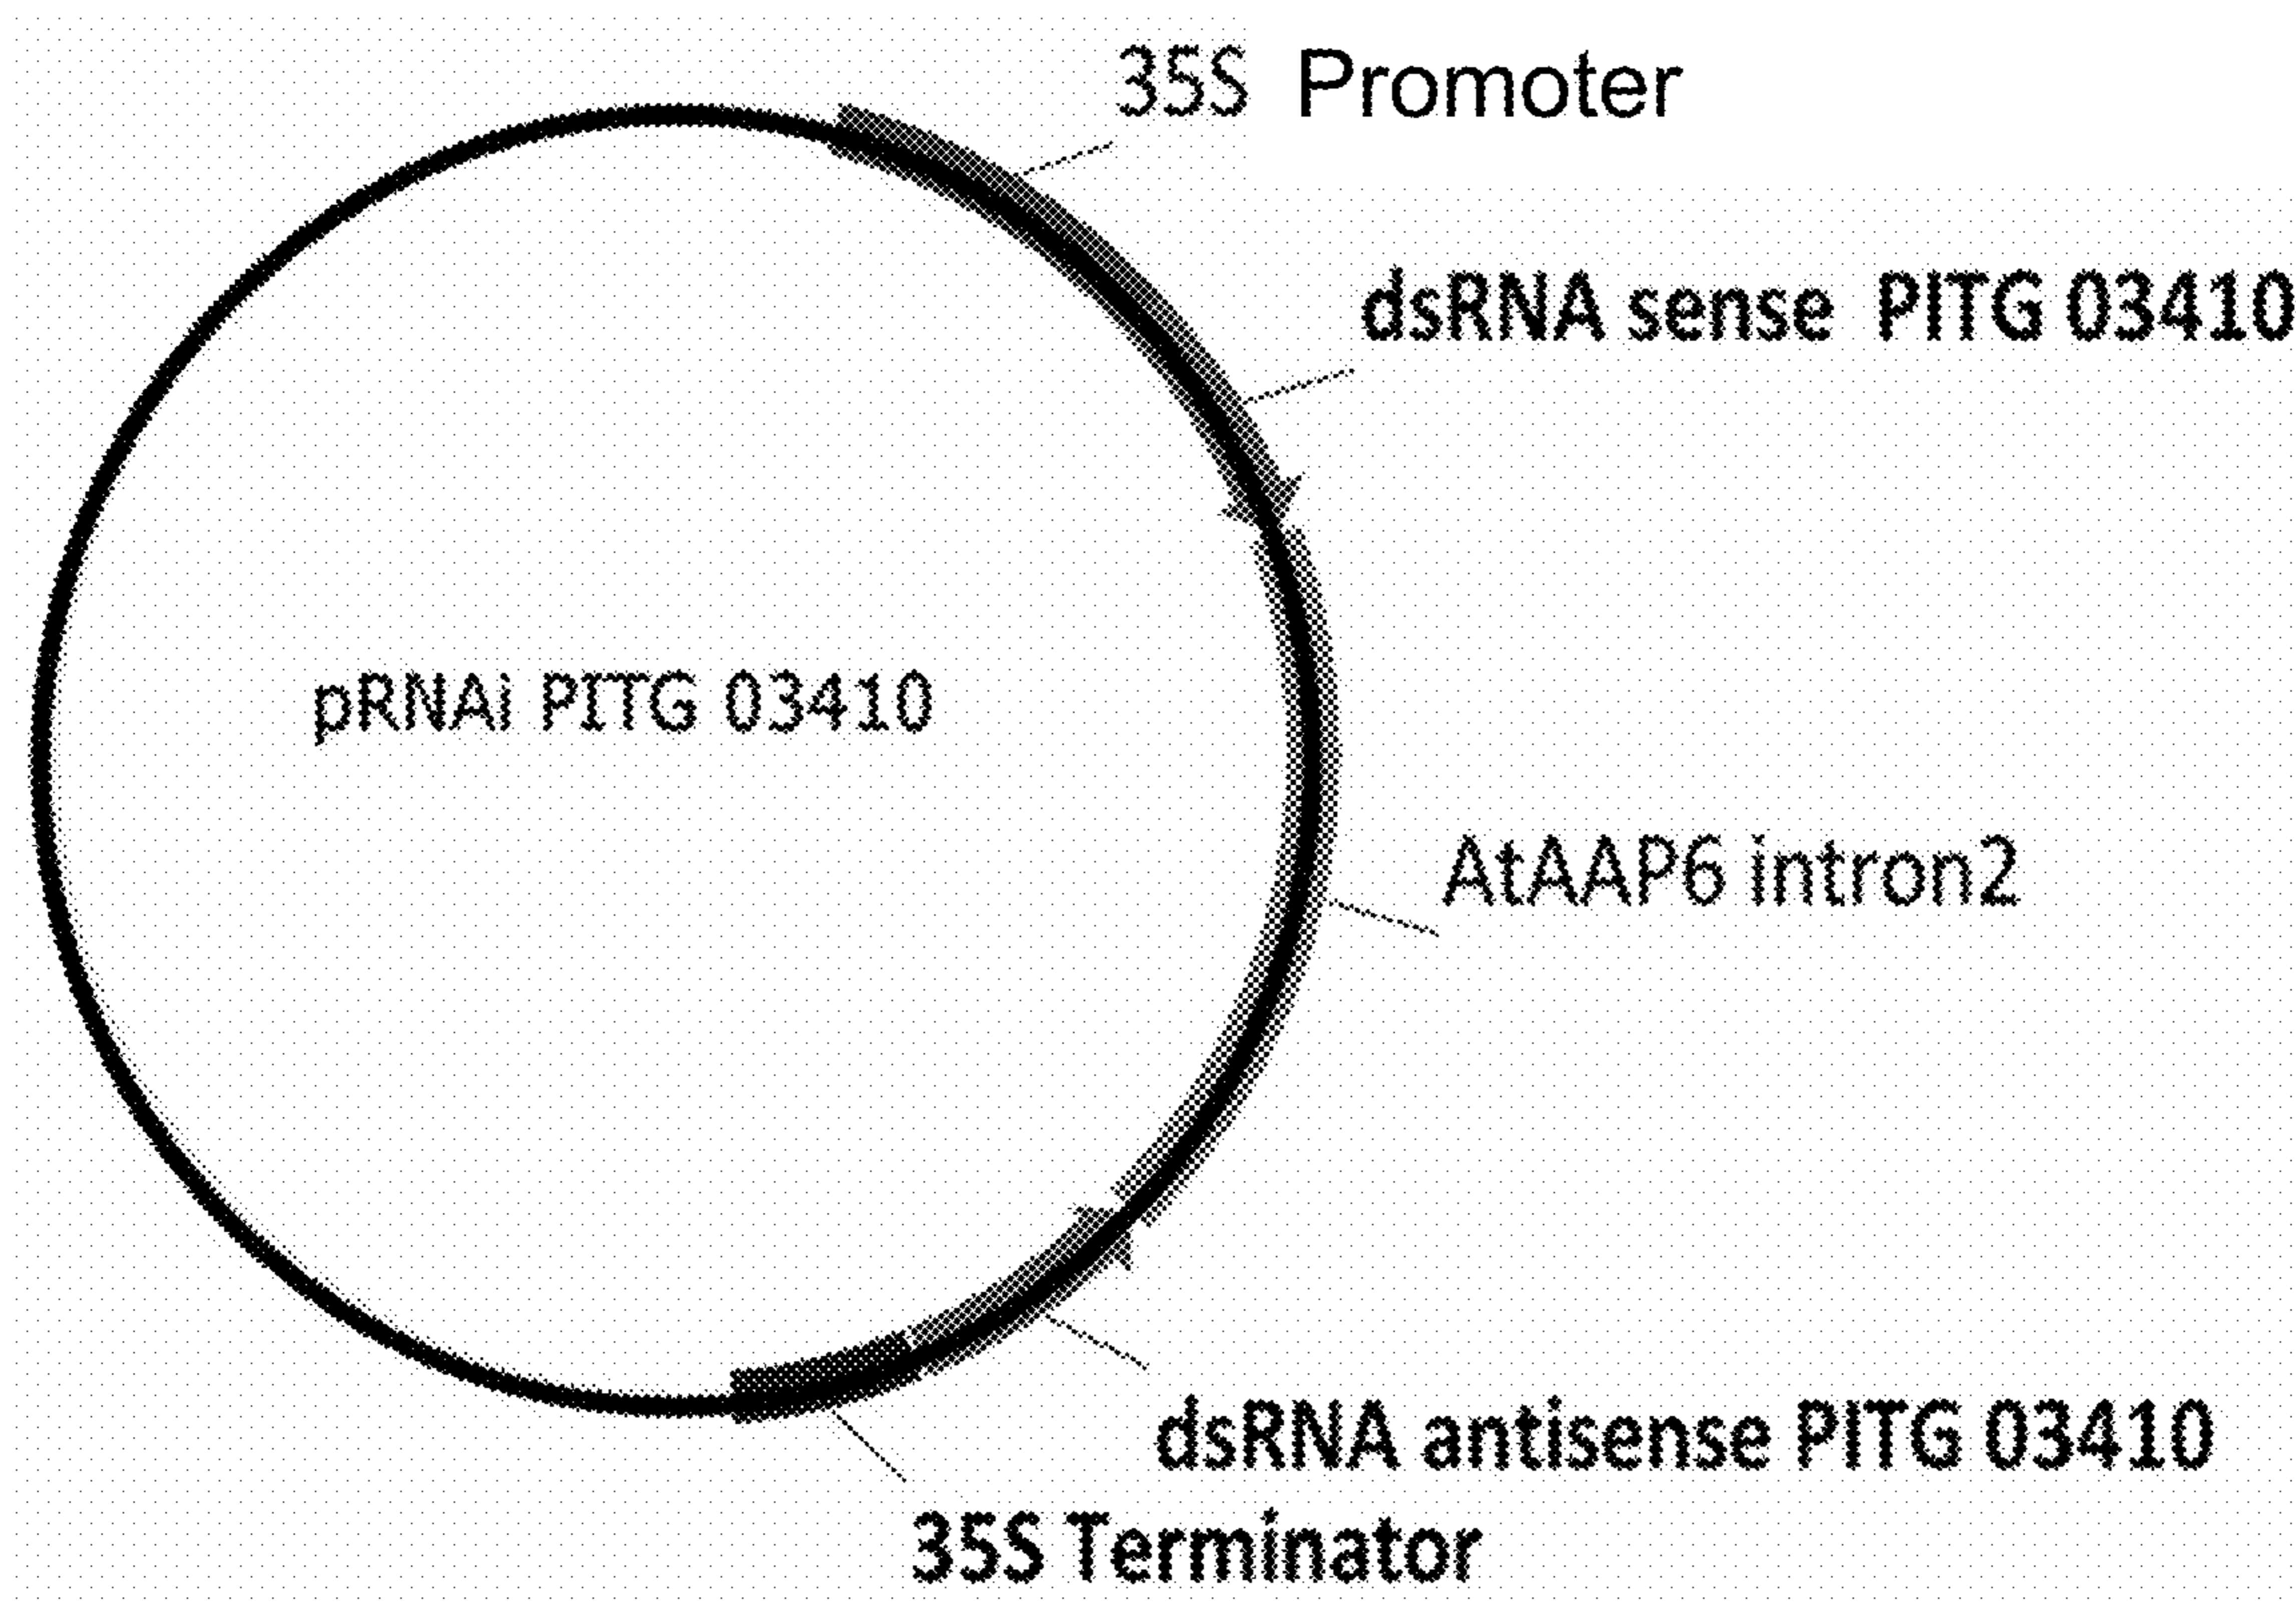 35S Promoter
dsRNA sense PITG 03410
pRNAi PITG 03410
AtAAP6 intron2
dsRNA antisense PITG 03410
35S Terminator